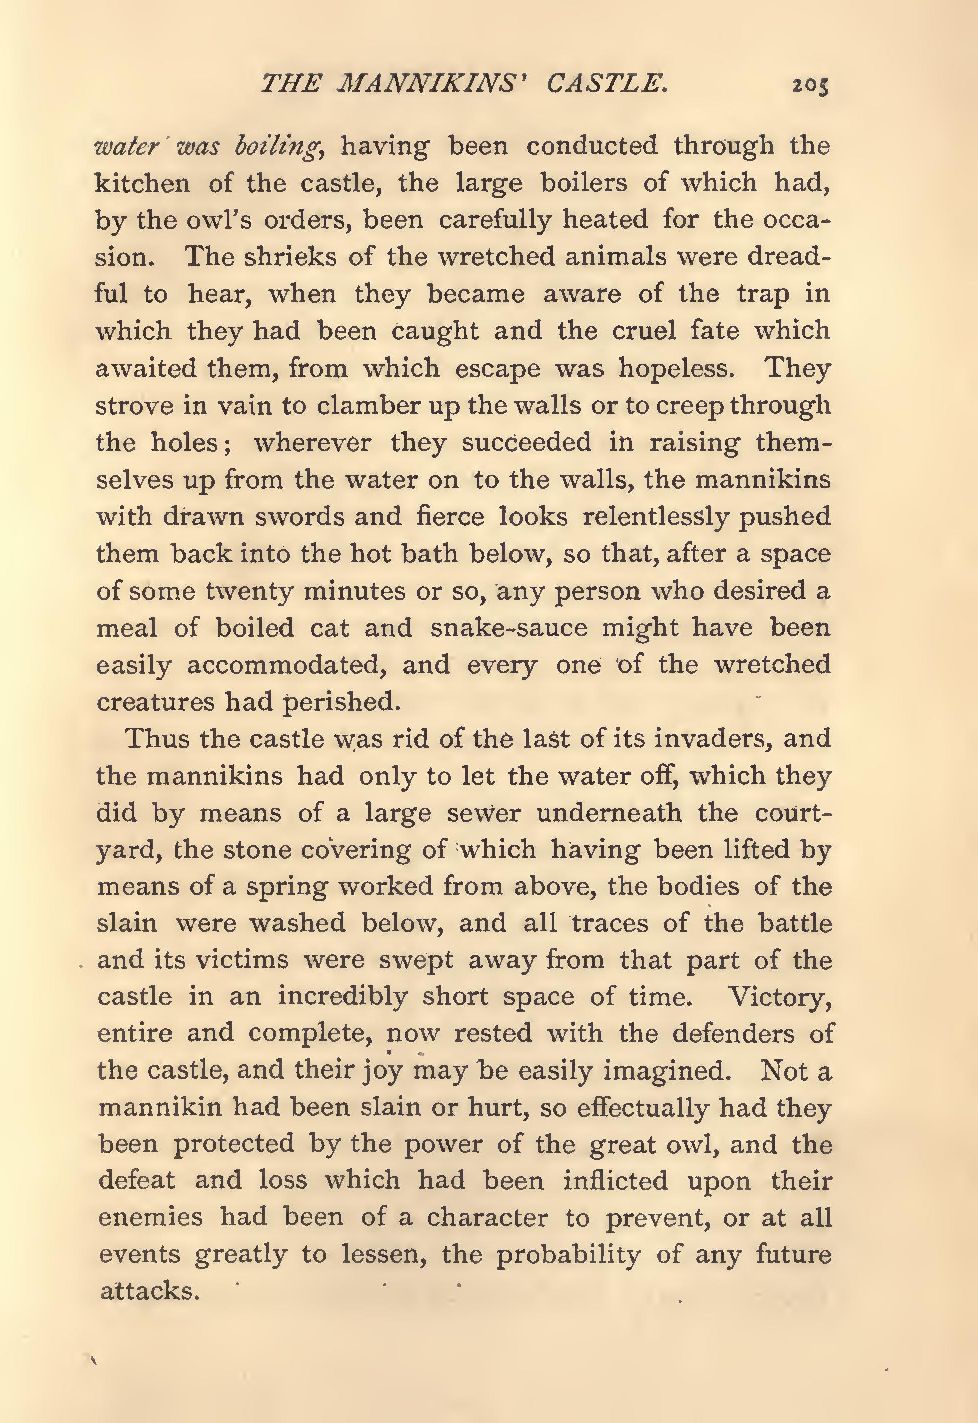 THE MANNIKINS' CASTLE. 205
water was boiling, having been conducted through the
kitchen of the castle, the large boilers of which had,
by the owl's orders, been carefully heated for the occa-
sion. The shrieks of the wretched animals were dread-
ful to hear, when they became aware of the trap in
which they had been caught and the cruel fate which
awaited them, from which escape was hopeless. They
strove in vain to clamber up the walls or to creep through
the holes; wherever they succeeded in raising them-
selves up from the water on to the walls, the mannikins
with drawn swords and fierce looks relentlessly pushed
them back into the hot bath below, so that, after a space
of some twenty minutes or so, any person who desired a
meal of boiled cat and snake-sauce might have been
easily accommodated, and every one of the wretched
creatures had perished.
Thus the castle was rid of the last of its invaders, and
the mannikins had only to let the water off, which they
did by means of a large sewer underneath the court-
yard, the stone covering of which having been lifted by
means of a spring worked from above, the bodies of the
slain were washed below, and all traces of the battle
and its victims were swept away from that part of the
castle in an incredibly short space of time. Victory,
entire and complete, now rested with the defenders of
the castle, and their joy may be easily imagined. Not a
mannikin had been slain or hurt, so effectually had they
been protected by the power of the great owl, and the
defeat and loss which had been inflicted upon their
enemies had been of a character to prevent, or at all
events greatly to lessen, the probability of any future
attacks.